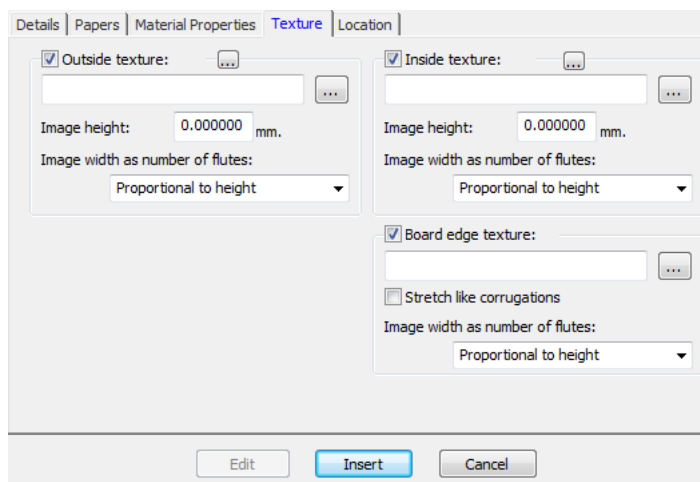 Details Papers Material Properties Texture Location
Outside texture: ...
...
Image height: 0.000000 mm.
Image width as number of flutes:
Proportional to height
Inside texture: ...
...
Image height: 0.000000 mm.
Image width as number of flutes:
Proportional to height
Board edge texture:
...
Stretch like corrugations
Image width as number of flutes:
Proportional to height
Edit Insert Cancel